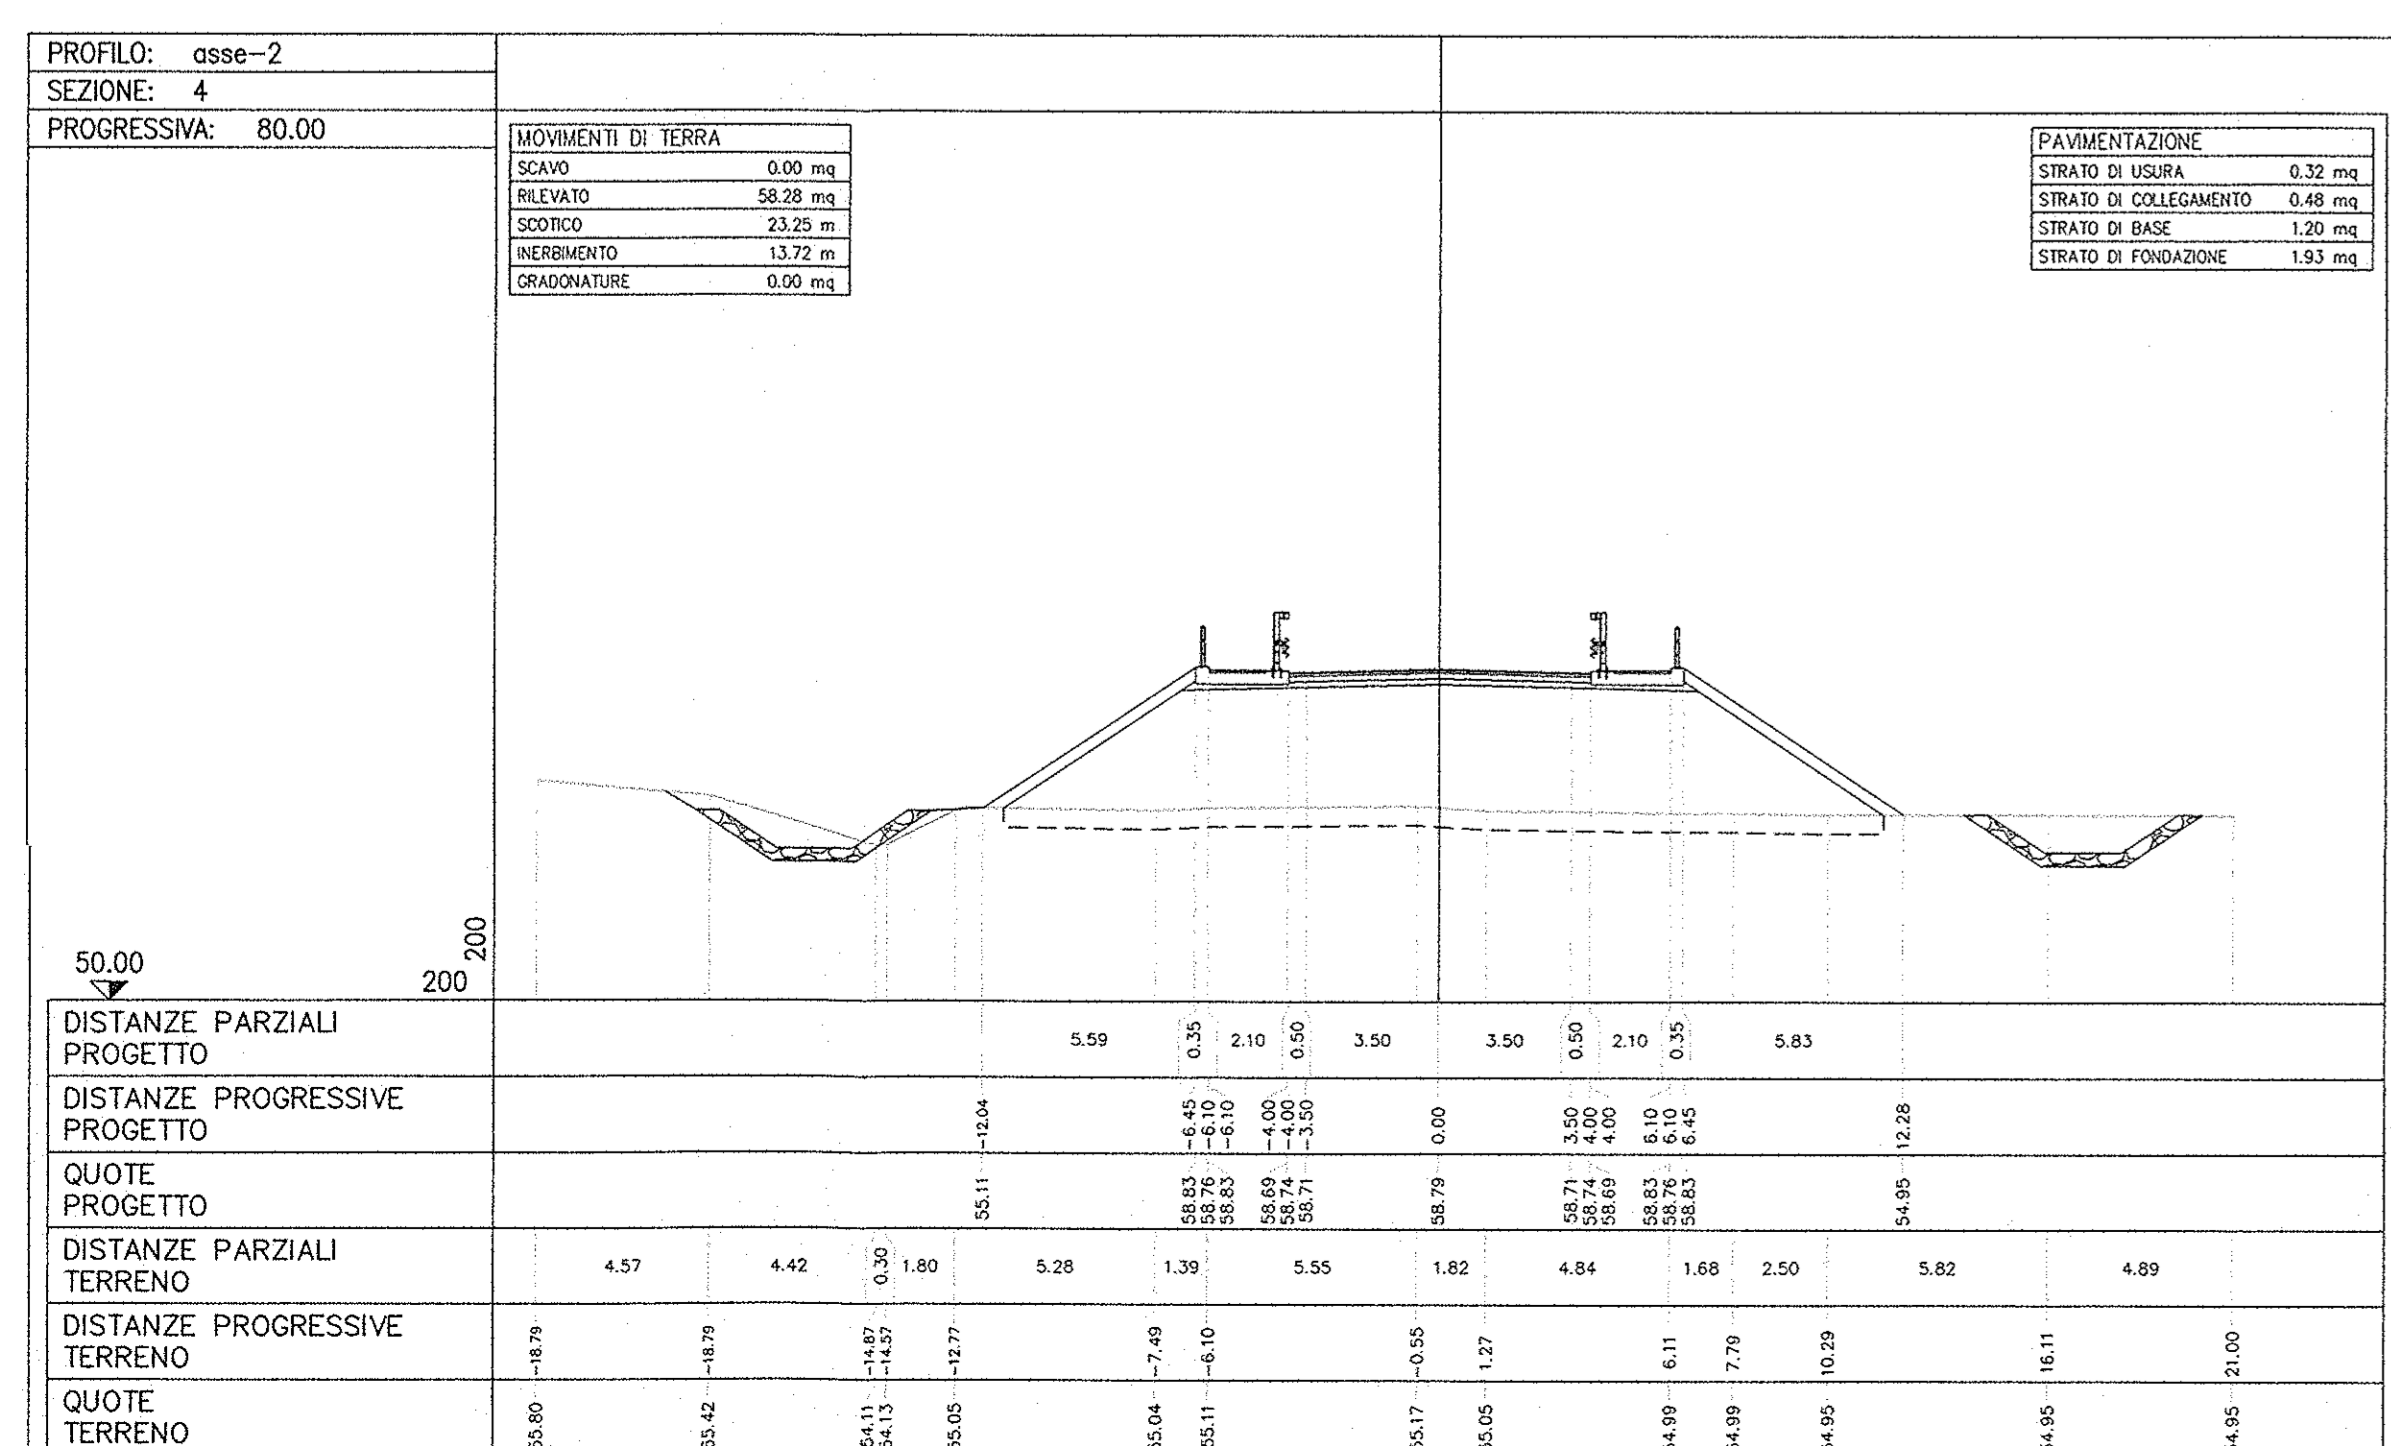 PROFILO: asse-2
SEZIONE: 4
PROGRESSIVA: 80.00
MOVIMENTI DI TERRA
SCAVO 0.00 mq
RILEVATO 58.28 mq
SCOTICO 23.25 m
INERBIMENTO 13.72 m
GRADONATURE 0.00 mq
PAVIMENTAZIONE
STRATO DI USURA 0.32 mq
STRATO DI COLLEGAMENTO 0.48 mq
STRATO DI BASE 1.20 mq
STRATO DI FONDAZIONE 1.93 mq
50.00
200
200
DISTANZE PARZIALI
PROGETTO
5.59 0.35 2.10 0.50 3.50 3.50 0.50 2.10 0.35 5.83
DISTANZE PROGRESSIVE
PROGETTO
-12.04 -6.45 -6.10 -6.10 -4.00 -4.00 -3.50 0.00 3.50 4.00 4.00 6.10 6.10 6.45 12.28
QUOTE
PROGETTO
55.11 58.83 58.76 58.83 58.69 58.74 58.71 58.79 58.71 58.74 58.69 58.83 58.76 58.83 54.95
DISTANZE PARZIALI
TERRENO
4.57 4.42 0.30 1.80 5.28 1.39 5.55 1.82 4.84 1.68 2.50 5.82 4.89
DISTANZE PROGRESSIVE
TERRENO
-18.79 -18.79 -14.87 -14.57 -12.77 -7.49 -6.10 -0.55 1.27 6.11 7.79 10.29 16.11 21.00
QUOTE
TERRENO